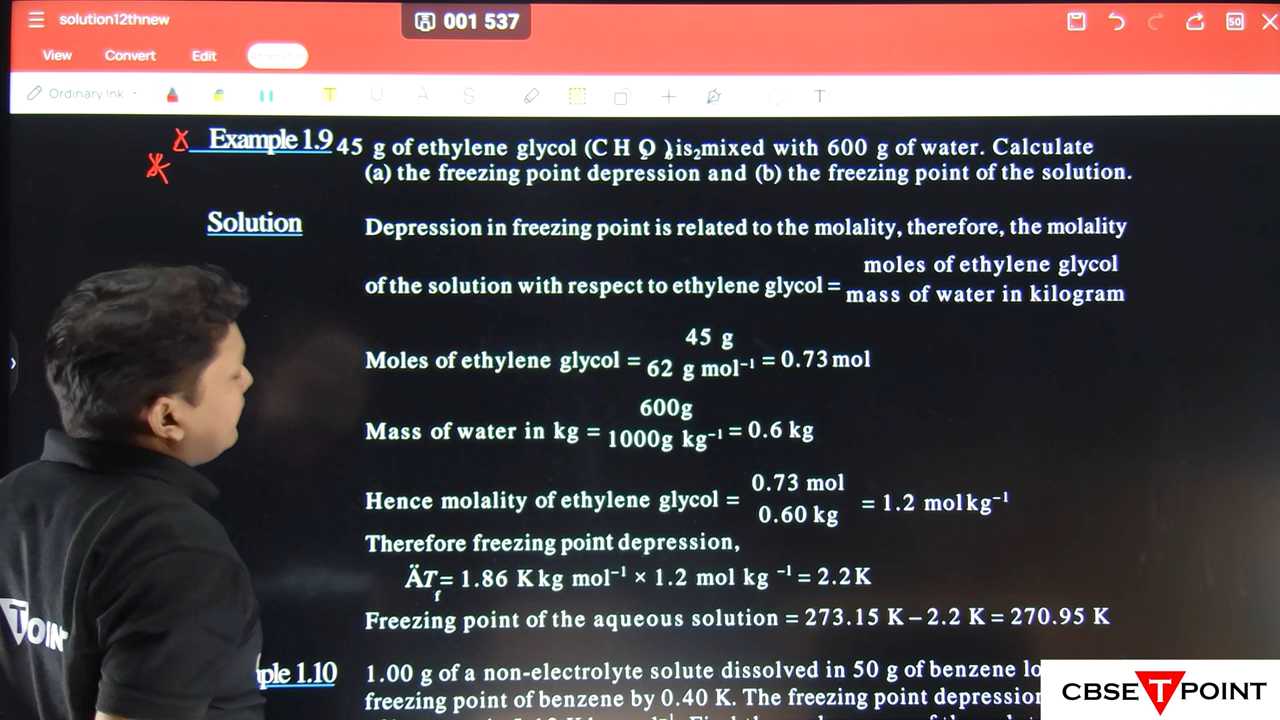 solution12thnew
001 537
50
View Convert Edit Annotation
Ordinary Ink
T U A S T
Example 1.9 45 g of ethylene glycol (C H O ) is mixed with 600 g of water. Calculate
2
(a) the freezing point depression and (b) the freezing point of the solution.
Solution Depression in freezing point is related to the molality, therefore, the molality
of the solution with respect to ethylene glycol = moles of ethylene glycol
mass of water in kilogram
45 g
Moles of ethylene glycol = 62 g mol⁻¹ = 0.73 mol
600g
Mass of water in kg = 1000g kg⁻¹ = 0.6 kg
0.73 mol
Hence molality of ethylene glycol = 0.60 kg = 1.2 mol kg⁻¹
Therefore freezing point depression,
ÄTf = 1.86 K kg mol⁻¹ × 1.2 mol kg ⁻¹ = 2.2 K
Freezing point of the aqueous solution = 273.15 K – 2.2 K = 270.95 K
ple 1.10 1.00 g of a non-electrolyte solute dissolved in 50 g of benzene lo
freezing point of benzene by 0.40 K. The freezing point depression
TPOINT
CBSE TPOINT